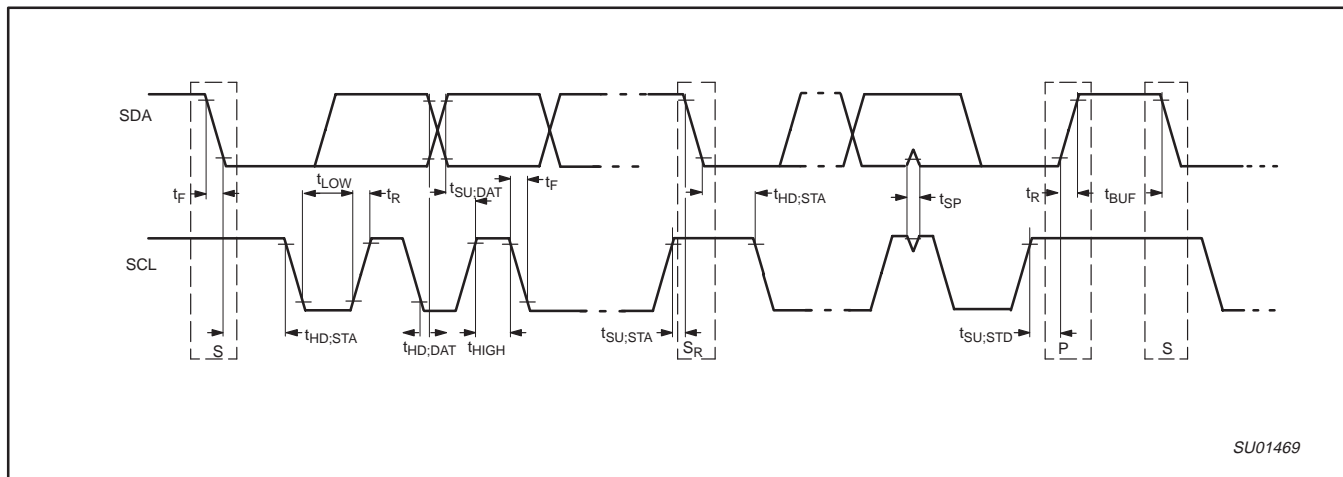 SDA
tF
tLOW
tR
tSU;DAT
tF
tHD;STA
tSP
tR
tBUF
SCL
S
tHD;STA
tHD;DAT
tHIGH
tSU;STA
SR
tSU;STD
P
S
SU01469